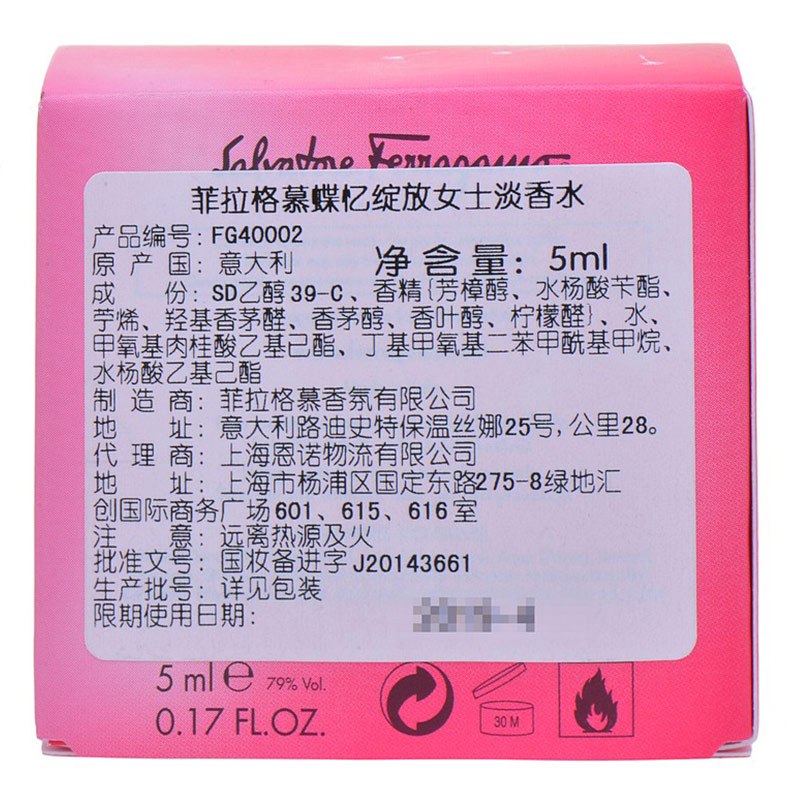 Salvatore Ferragamo
菲拉格慕蝶忆绽放女士淡香水
产品编号: FG40002
原产国: 意大利 净含量: 5ml
成份: SD乙醇39-C、香精{芳樟醇、水杨酸苄酯、
苧烯、羟基香茅醛、香茅醇、香叶醇、柠檬醛}、水、
甲氧基肉桂酸乙基己酯、丁基甲氧基二苯甲酰基甲烷、
水杨酸乙基己酯
制造商: 菲拉格慕香氛有限公司
地址: 意大利路迪史特保温丝娜25号,公里28。
代理商: 上海恩诺物流有限公司
地址: 上海市杨浦区国定东路275-8绿地汇
创国际商务广场601、615、616室
注意: 远离热源及火
批准文号: 国妆备进字J20143661
生产批号: 详见包装
限期使用日期:
5 ml e 79% Vol.
0.17 FL.OZ.
30 M